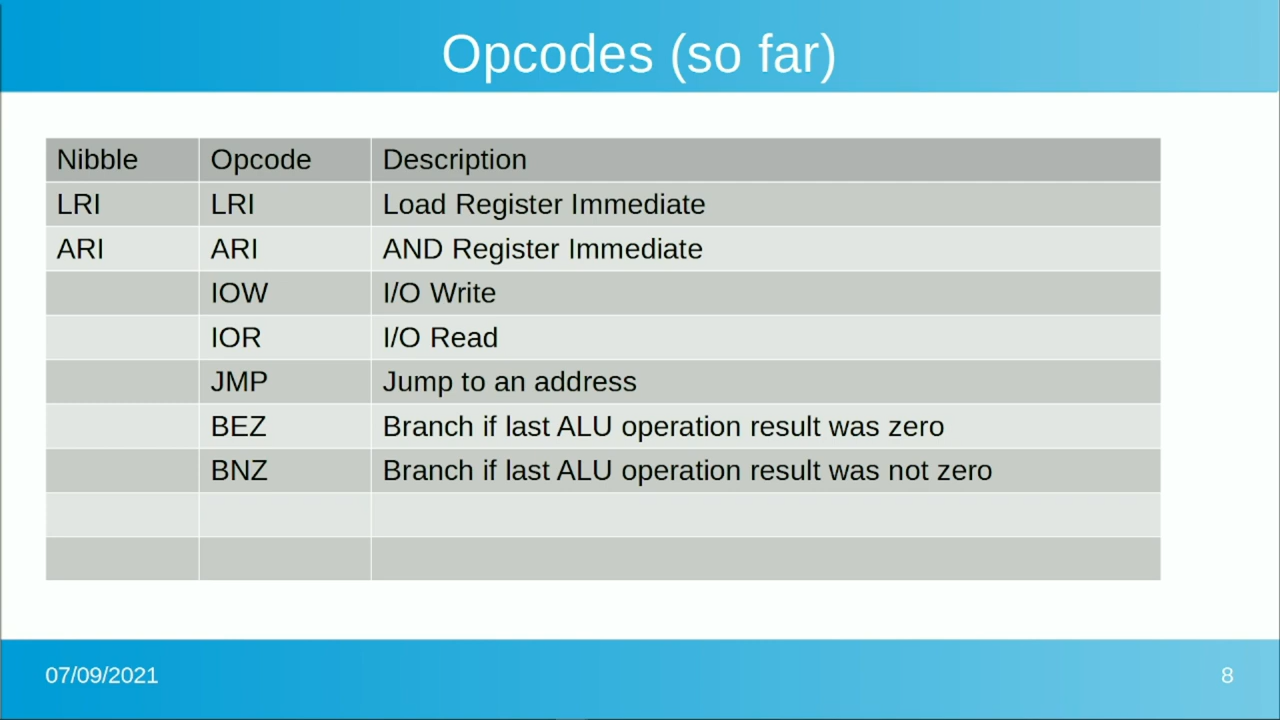 Opcodes (so far)
Nibble Opcode Description
LRI LRI Load Register Immediate
ARI ARI AND Register Immediate
IOW I/O Write
IOR I/O Read
JMP Jump to an address
BEZ Branch if last ALU operation result was zero
BNZ Branch if last ALU operation result was not zero
07/09/2021 8